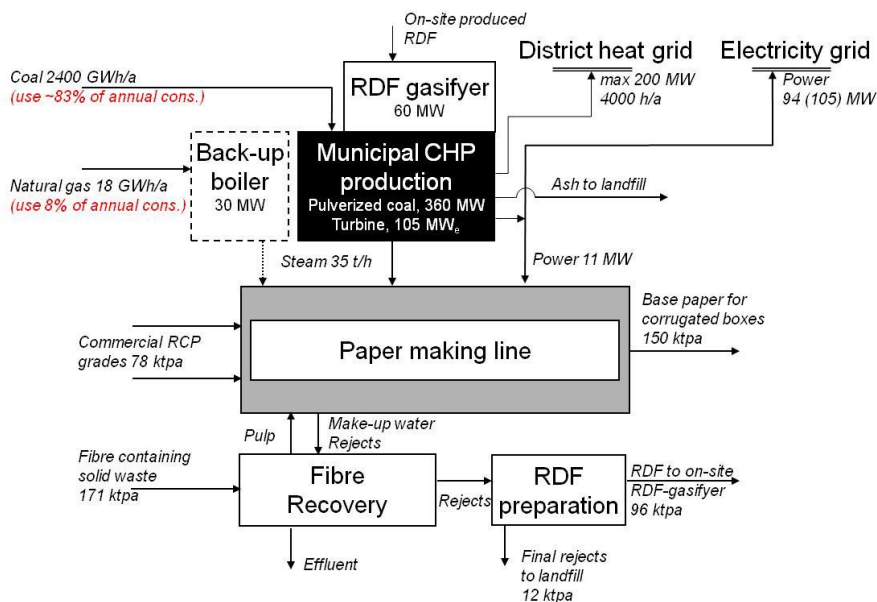 On-site produced
RDF
District heat grid
Electricity grid
max 200 MW
4000 h/a
Power
94 (105) MW
Coal 2400 GWh/a
(use ~83% of annual cons.)
RDF gasifyer
60 MW
Back-up
boiler
30 MW
Municipal CHP
production
Pulverized coal, 360 MW
Turbine, 105 MWe
Natural gas 18 GWh/a
(use 8% of annual cons.)
Ash to landfill
Steam 35 t/h
Power 11 MW
Base paper for
corrugated boxes
150 ktpa
Commercial RCP
grades 78 ktpa
Paper making line
Pulp
Make-up water
Rejects
Fibre containing
solid waste
171 ktpa
Fibre
Recovery
Rejects
RDF
preparation
RDF to on-site
RDF-gasifyer
96 ktpa
Effluent
Final rejects
to landfill
12 ktpa